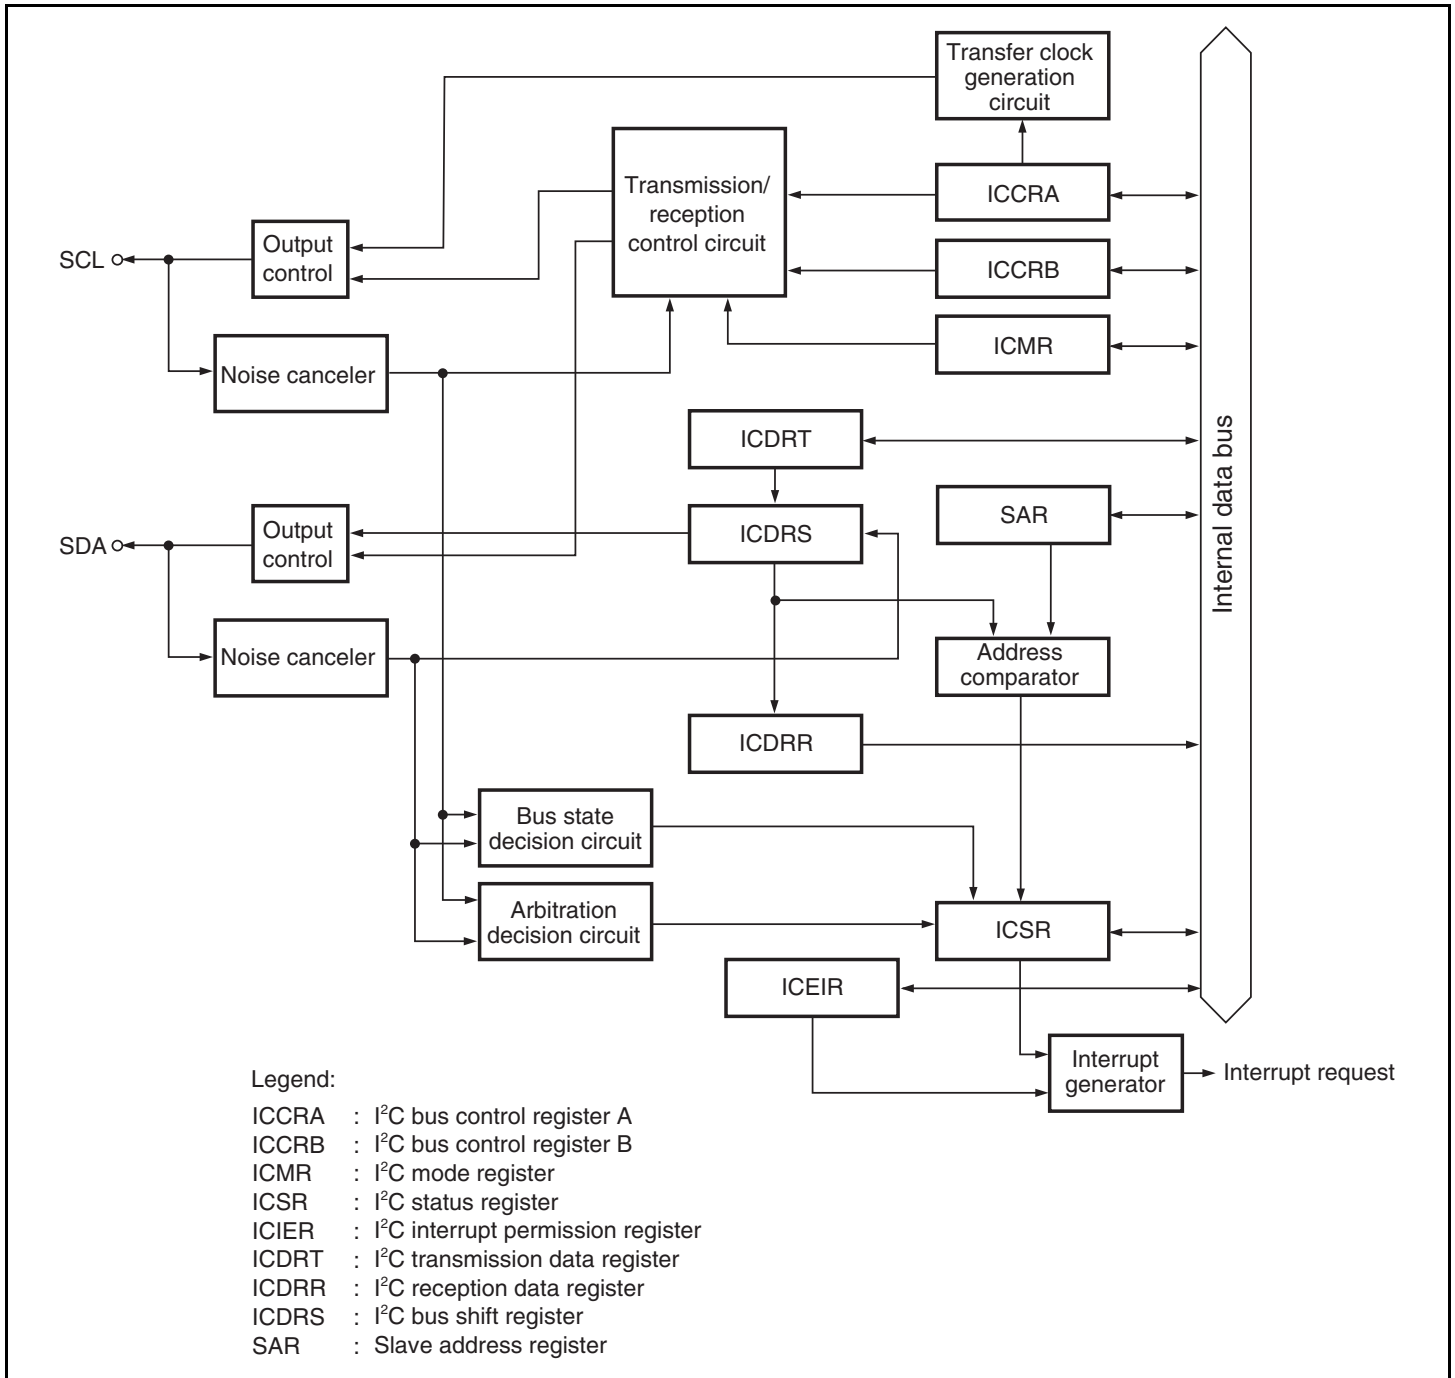 Transfer clock
generation
circuit
Transmission/
reception
control circuit
ICCRA
ICCRB
ICMR
SCL
Output
control
Noise canceler
ICDRT
ICDRS
SAR
Internal data bus
SDA
Output
control
Noise canceler
Address
comparator
ICDRR
Bus state
decision circuit
Arbitration
decision circuit
ICSR
ICEIR
Interrupt
generator
Interrupt request
Legend:
ICCRA : I²C bus control register A
ICCRB : I²C bus control register B
ICMR : I²C mode register
ICSR : I²C status register
ICIER : I²C interrupt permission register
ICDRT : I²C transmission data register
ICDRR : I²C reception data register
ICDRS : I²C bus shift register
SAR : Slave address register